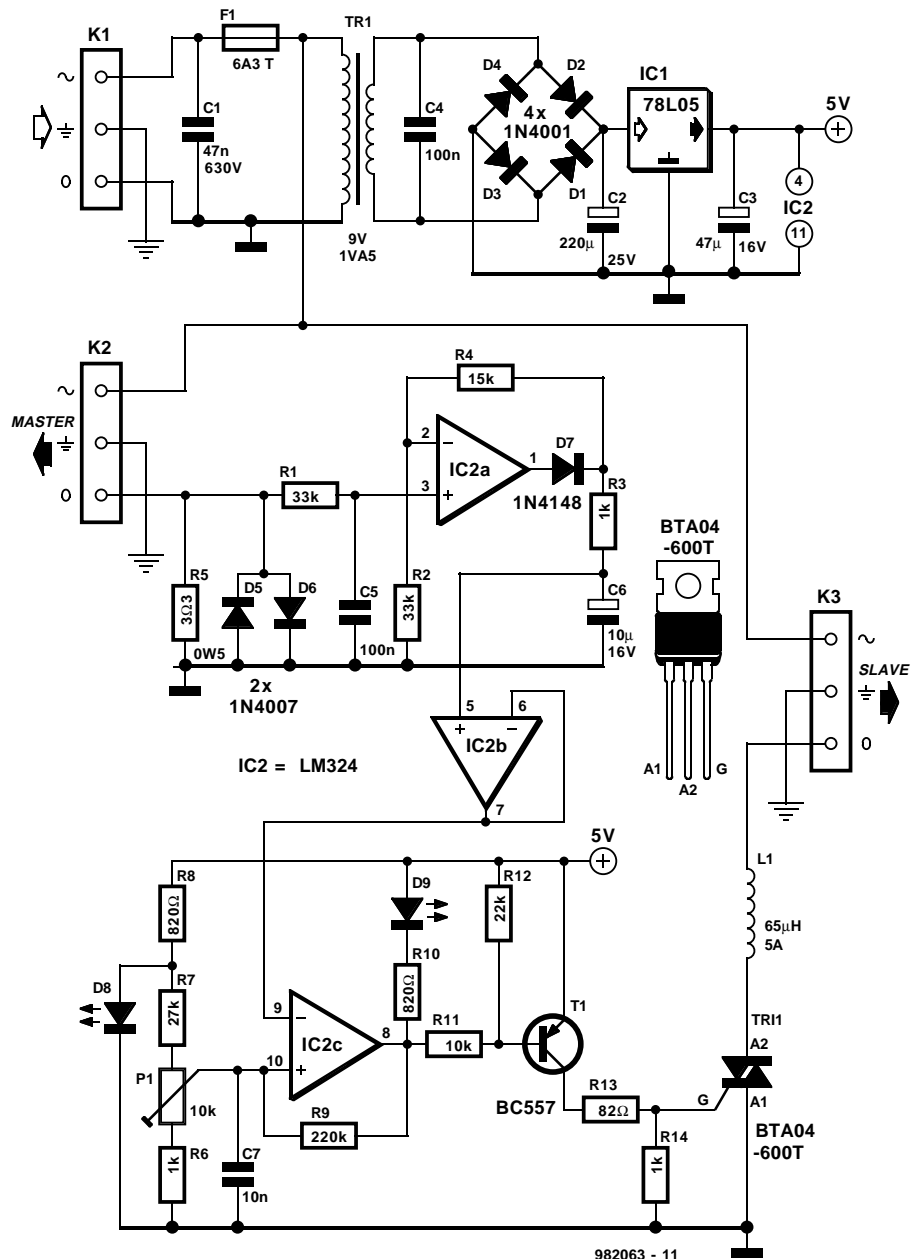 K1
F1
6A3 T
TR1
C1
47n
630V
0
9V
1VA5
C4
100n
D4
D2
4x
1N4001
D3
D1
IC1
78L05
5V
C2
220µ
25V
C3
47µ
16V
4
IC2
11
K2
MASTER
0
R1
33k
R5
3Ω3
0W5
D5
D6
2x
1N4007
C5
100n
R2
33k
R4
15k
2
3
1
IC2a
D7
1N4148
R3
1k
C6
10µ
16V
BTA04
-600T
A1
A2
G
K3
SLAVE
0
5
6
IC2b
7
IC2 = LM324
5V
R8
820Ω
D8
R7
27k
P1
10k
R6
1k
C7
10n
R9
220k
9
10
8
IC2c
D9
R10
820Ω
R11
10k
R12
22k
T1
BC557
R13
82Ω
R14
1k
L1
65µH
5A
TRI1
A2
G
A1
BTA04
-600T
982063 - 11